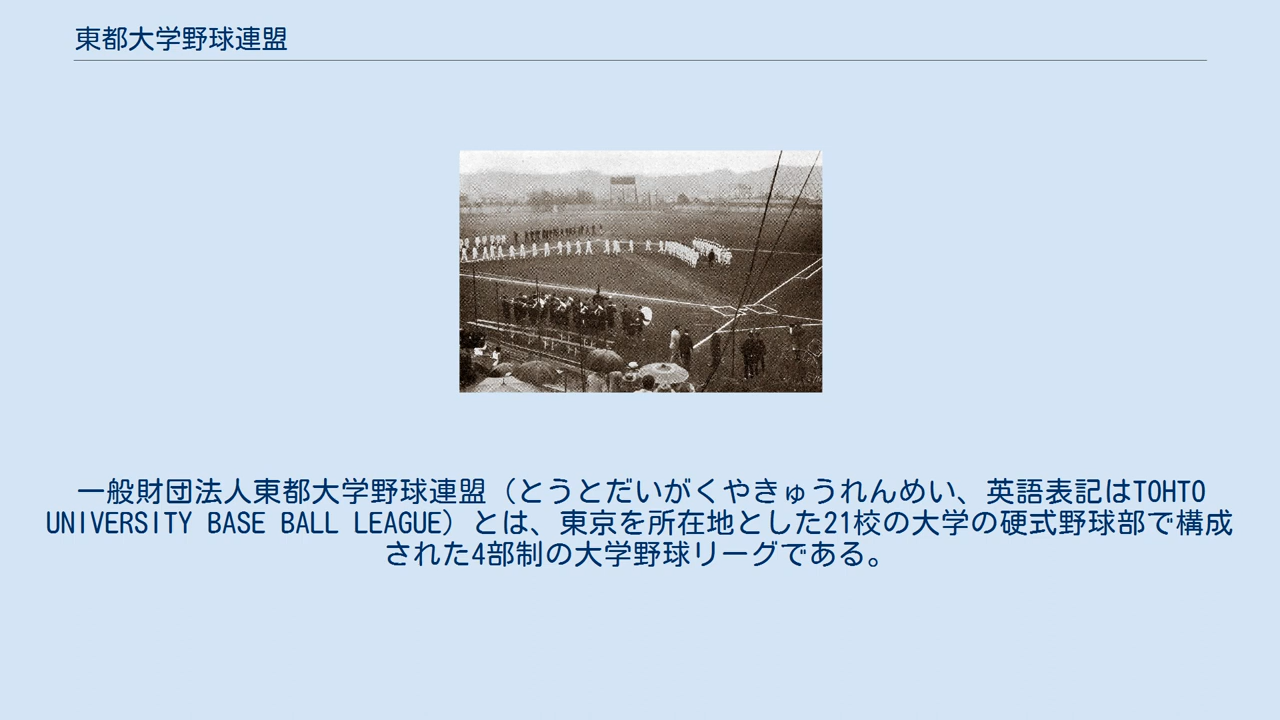 東都大学野球連盟
一般財団法人東都大学野球連盟（とうとだいがくやきゅうれんめい、英語表記はTOHTO
UNIVERSITY BASE BALL LEAGUE）とは、東京を所在地とした21校の大学の硬式野球部で構成
された4部制の大学野球リーグである。